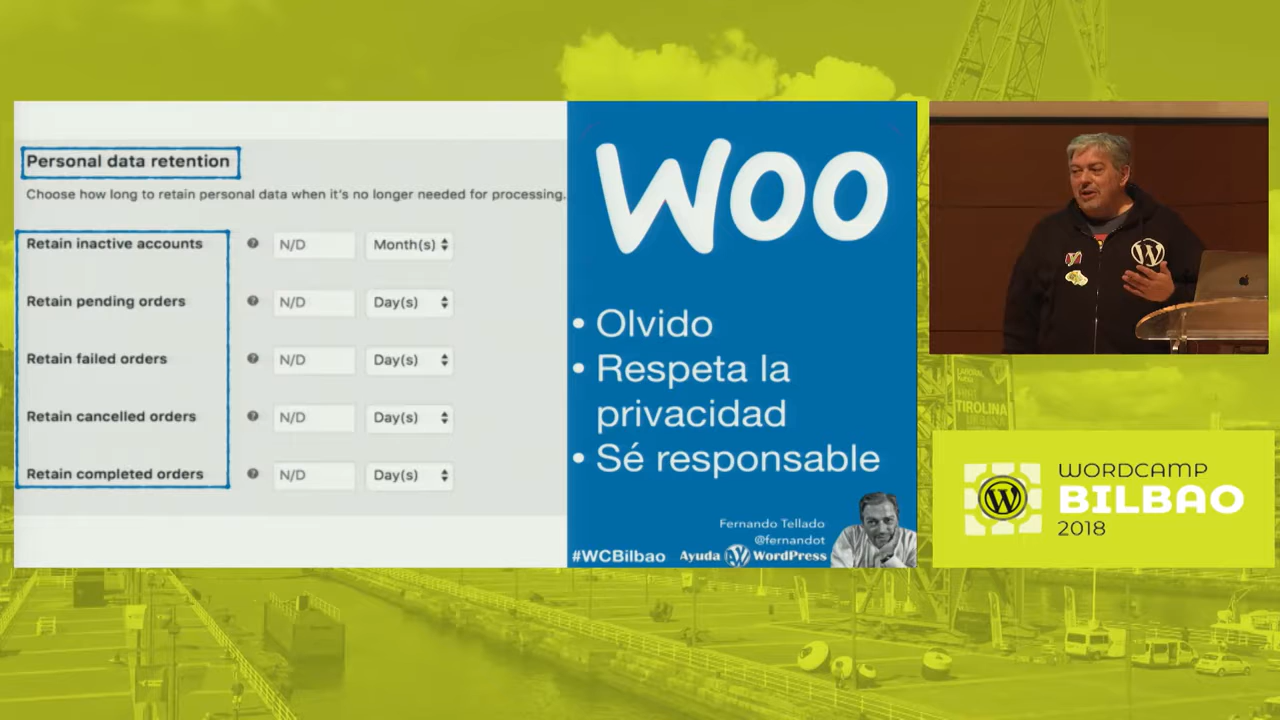 Personal data retention
Choose how long to retain personal data when it's no longer needed for processing.
Retain inactive accounts N/D Month(s)
Retain pending orders N/D Day(s)
Retain failed orders N/D Day(s)
Retain cancelled orders N/D Day(s)
Retain completed orders N/D Day(s)
WOO
• Olvido
• Respeta la
privacidad
• Sé responsable
Fernando Tellado
@fernandot
#WCBilbao Ayuda WordPress
WORDCAMP
BILBAO
2018
TIROLINA